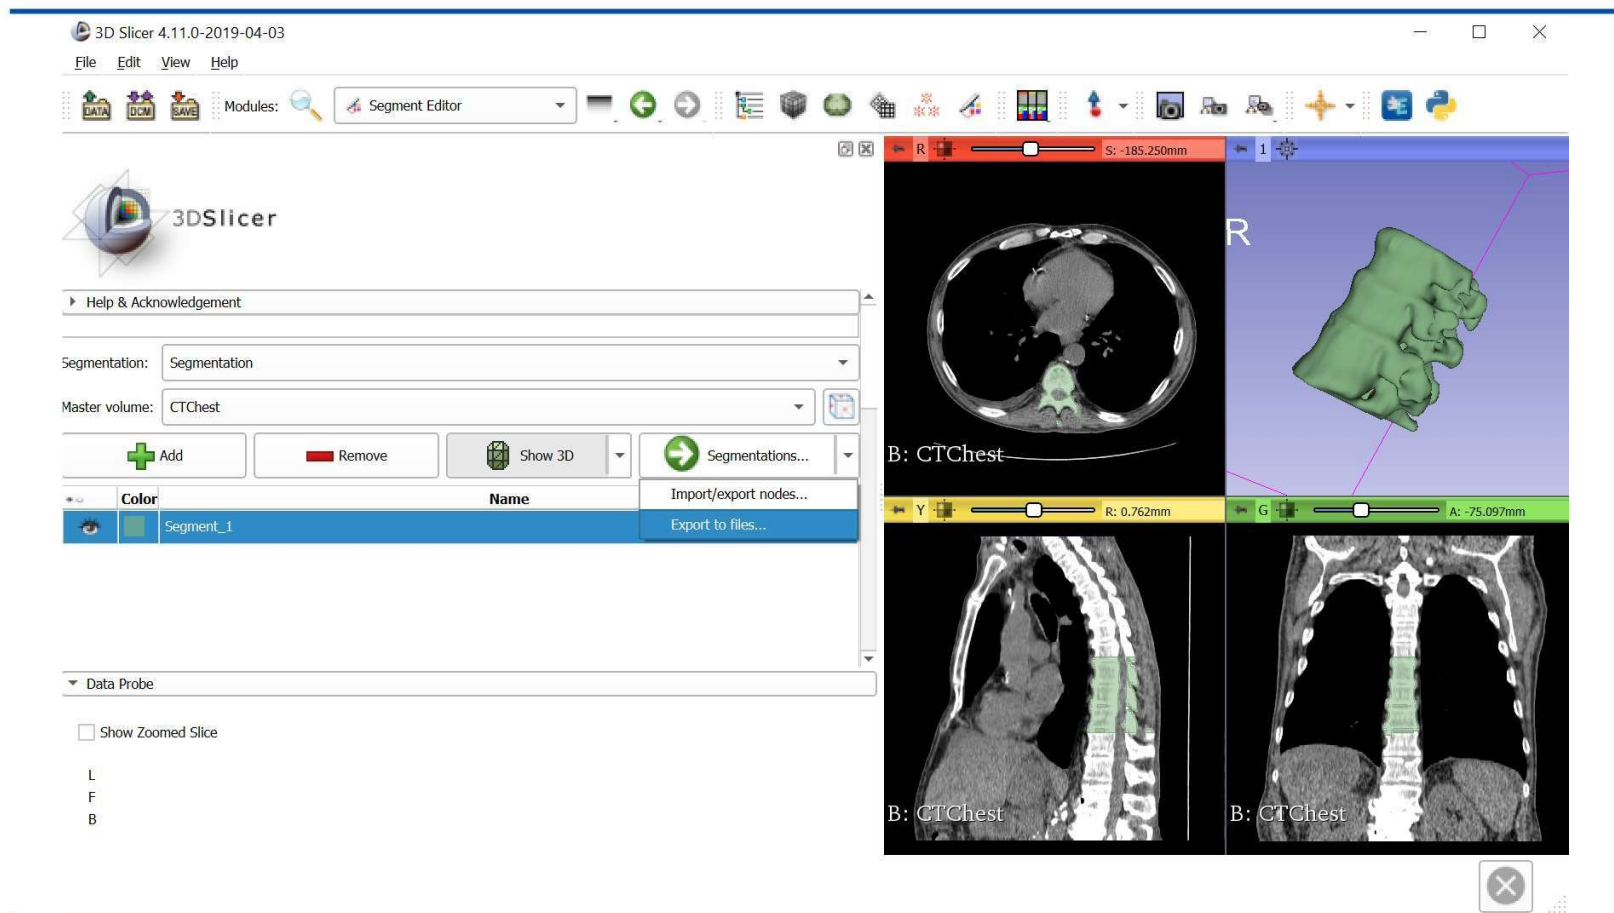 3D Slicer 4.11.0-2019-04-03
File Edit View Help
DATA DCM SAVE Modules: Segment Editor
R S: -185.250mm 1
3DSlicer
R
Help & Acknowledgement
Segmentation: Segmentation
Master volume: CTChest
Add Remove Show 3D Segmentations...
B: CTChest
Color Name Import/export nodes...
Y R: 0.762mm G A: -75.097mm
Segment_1 Export to files...
Data Probe
Show Zoomed Slice
L
F
B
B: CTChest B: CTChest